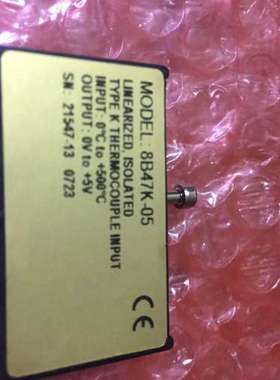 MODEL: 8B47K-05
LINEARIZED, ISOLATED
TYPE K THERMOCOUPLE INPUT
INPUT: 0°C to +500°C
OUTPUT: 0V to +5V
SN: 21547-13 0723
CE